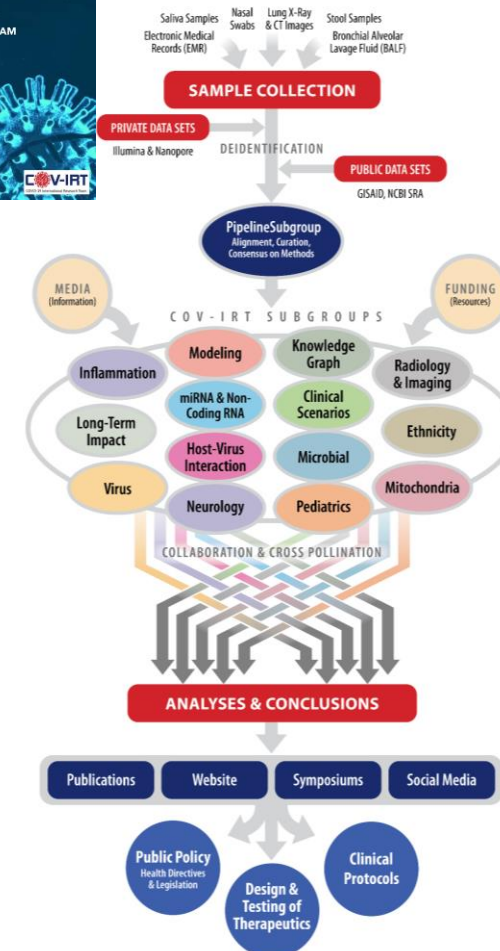 AM
COV-IRT
Saliva Samples
Nasal
Swabs
Lung X-Ray
& CT Images
Stool Samples
Electronic Medical
Records (EMR)
Bronchial Alveolar
Lavage Fluid (BALF)
SAMPLE COLLECTION
PRIVATE DATA SETS
Illumina & Nanopore
DEIDENTIFICATION
PUBLIC DATA SETS
GISAID, NCBI SRA
PipelineSubgroup
Alignment, Curation,
Consensus on Methods
MEDIA
(Information)
FUNDING
(Resources)
COV-IRT SUBGROUPS
Inflammation
Modeling
Knowledge
Graph
Radiology
& Imaging
miRNA & Non-
Coding RNA
Clinical
Scenarios
Long-Term
Impact
Ethnicity
Host-Virus
Interaction
Microbial
Virus
Mitochondria
Neurology
Pediatrics
COLLABORATION & CROSS POLLINATION
ANALYSES & CONCLUSIONS
Publications
Website
Symposiums
Social Media
Public Policy
Health Directives
& Legislation
Design &
Testing of
Therapeutics
Clinical
Protocols